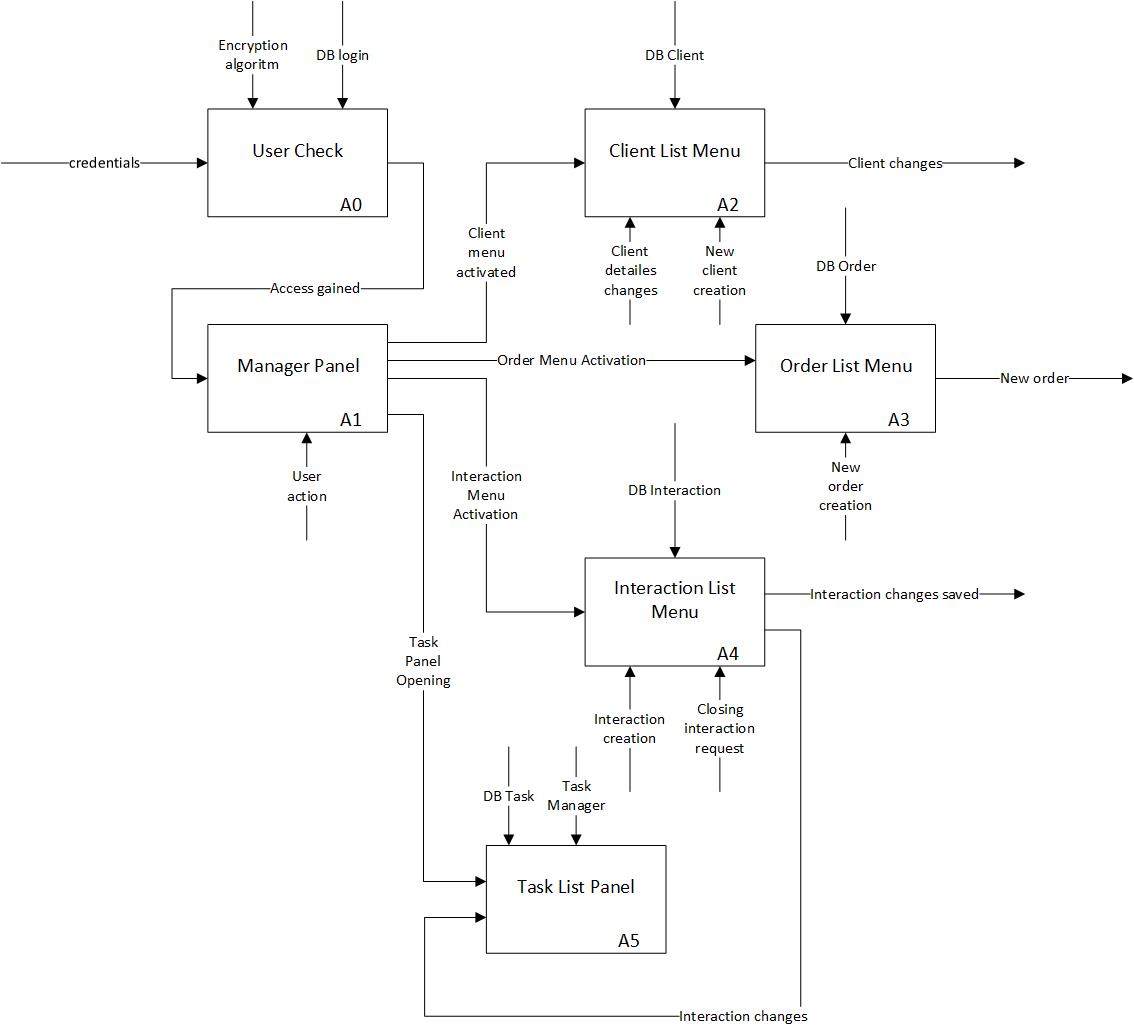 Encryption
algoritm
DB login
DB Client
credentials
User Check
A0
Client List Menu
A2
Client changes
Client
menu
activated
Client
detailes
changes
New
client
creation
DB Order
Access gained
Manager Panel
A1
Order Menu Activation
Order List Menu
A3
New order
User
action
Interaction
Menu
Activation
DB Interaction
New
order
creation
Interaction List
Menu
A4
Interaction changes saved
Task
Panel
Opening
Interaction
creation
Closing
interaction
request
DB Task
Task
Manager
Task List Panel
A5
Interaction changes